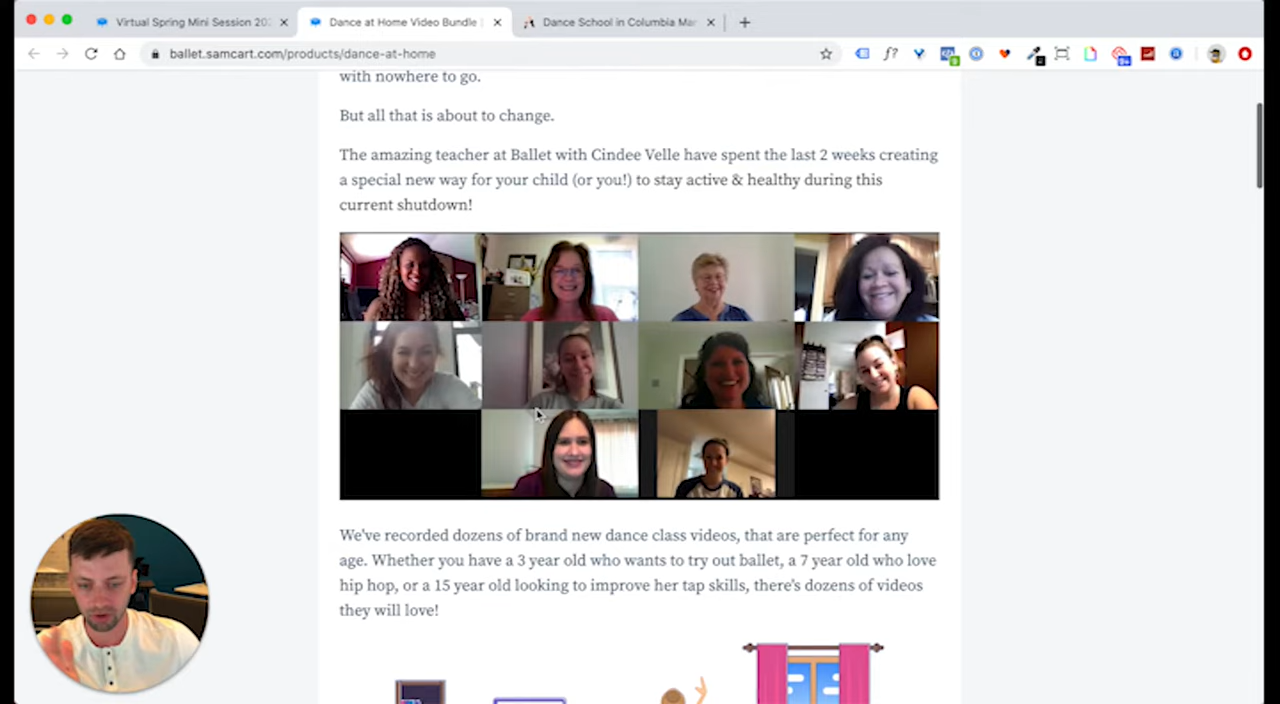 Virtual Spring Mini Session 202
Dance at Home Video Bundle
Dance School in Columbia Mar
ballet.samcart.com/products/dance-at-home
f?
with nowhere to go.
But all that is about to change.
The amazing teacher at Ballet with Cindee Velle have spent the last 2 weeks creating
a special new way for your child (or you!) to stay active & healthy during this
current shutdown!
We've recorded dozens of brand new dance class videos, that are perfect for any
age. Whether you have a 3 year old who wants to try out ballet, a 7 year old who love
hip hop, or a 15 year old looking to improve her tap skills, there's dozens of videos
they will love!